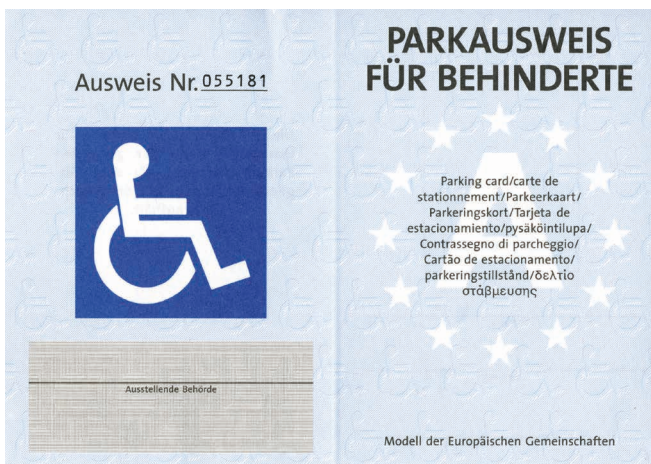 Ausweis Nr. 055181
Ausstellende Behörde
PARKAUSWEIS
FÜR BEHINDERTE
A
Parking card/carte de
stationnement/Parkeerkaart/
Parkeringskort/Tarjeta de
estacionamiento/pysäköintilupa/
Contrassegno di parcheggio/
Cartão de estacionamento/
parkeringstillstånd/δελτίο
στάβμευσης
Modell der Europäischen Gemeinschaften